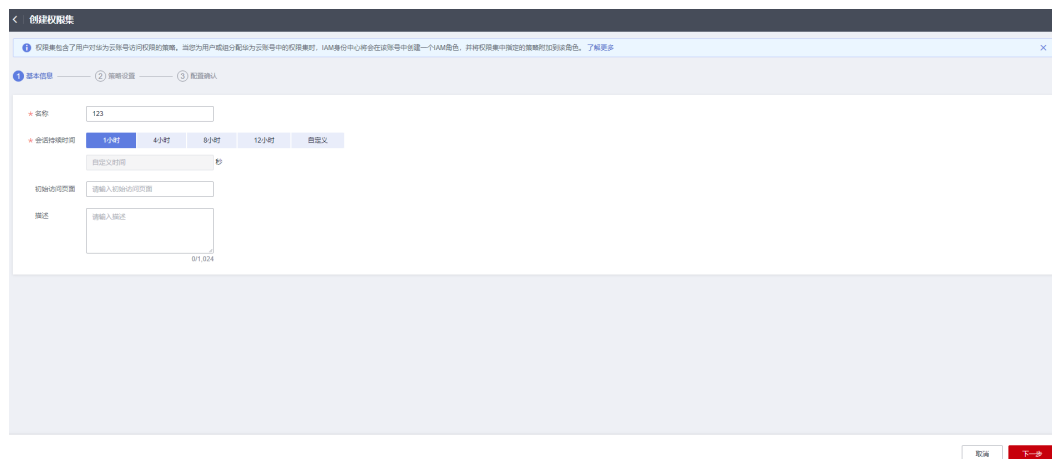 < 创建权限集
权限集包含了用户对华为云账号访问权限的策略。当您为用户或组分配华为云账号中的权限集时，IAM身份中心将会在该账号中创建一个IAM角色，并将权限集中指定的策略附加到该角色。 了解更多
1 基本信息 2 策略设置 3 配置确认
* 名称 123
* 会话持续时间 1小时 4小时 8小时 12小时 自定义
自定义时间 秒
初始访问页面 请输入初始访问页面
描述 请输入描述
0/1,024
取消 下一步